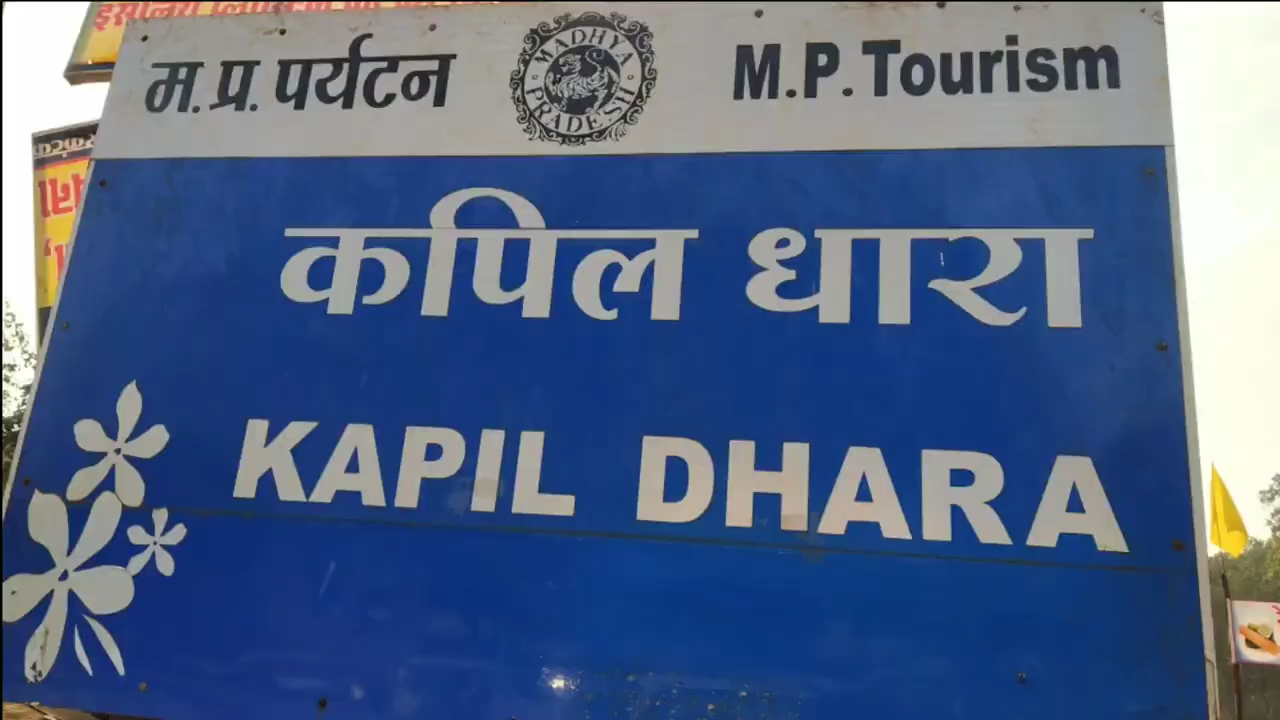 म.प्र. पर्यटन
MADHYA PRADESH
M.P. Tourism
कपिल धारा
KAPIL DHARA